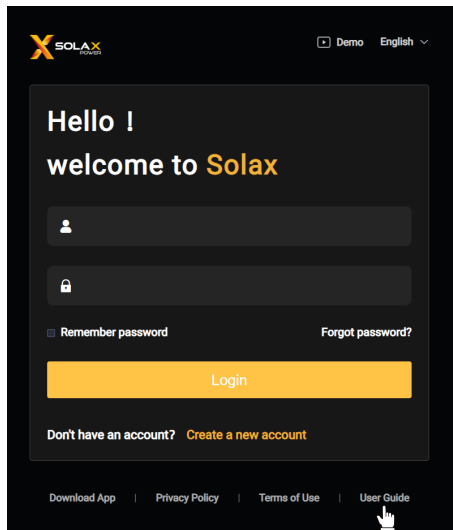 SOLAX
POWER
Demo English
Hello !
welcome to Solax
Remember password Forgot password?
Login
Don't have an account? Create a new account
Download App | Privacy Policy | Terms of Use | User Guide